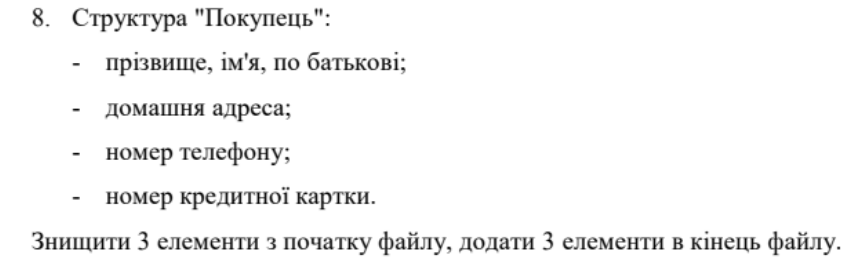 8. Структура "Покупець":
- прізвище, ім'я, по батькові;
- домашня адреса;
- номер телефону;
- номер кредитної картки.
Знищити 3 елементи з початку файлу, додати 3 елементи в кінець файлу.